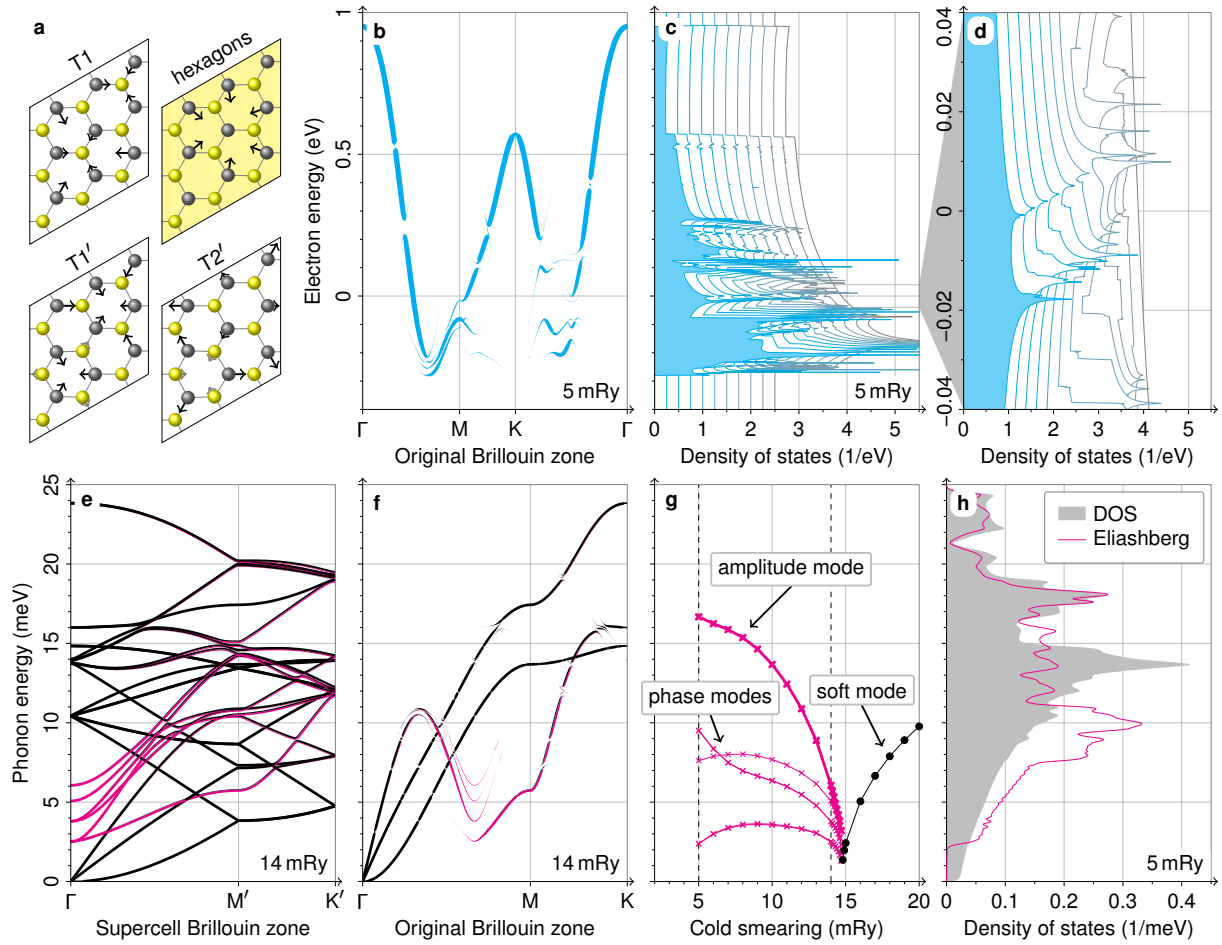 a
T1
hexagons
T1′
T2′
b
Electron energy (eV)
1
0.5
0
5 mRy
Γ
M
K
Γ
Original Brillouin zone
c
5 mRy
0
1
2
3
4
5
Density of states (1/eV)
d
0.04
0.02
0
−0.02
−0.04
0
1
2
3
4
5
Density of states (1/eV)
e
Phonon energy (meV)
25
20
15
10
5
0
14 mRy
Γ
M′
K′
Supercell Brillouin zone
f
14 mRy
Γ
M
K
Original Brillouin zone
g
amplitude mode
phase modes
soft mode
0
5
10
15
20
Cold smearing (mRy)
h
DOS
Eliashberg
5 mRy
0
0.1
0.2
0.3
0.4
Density of states (1/meV)